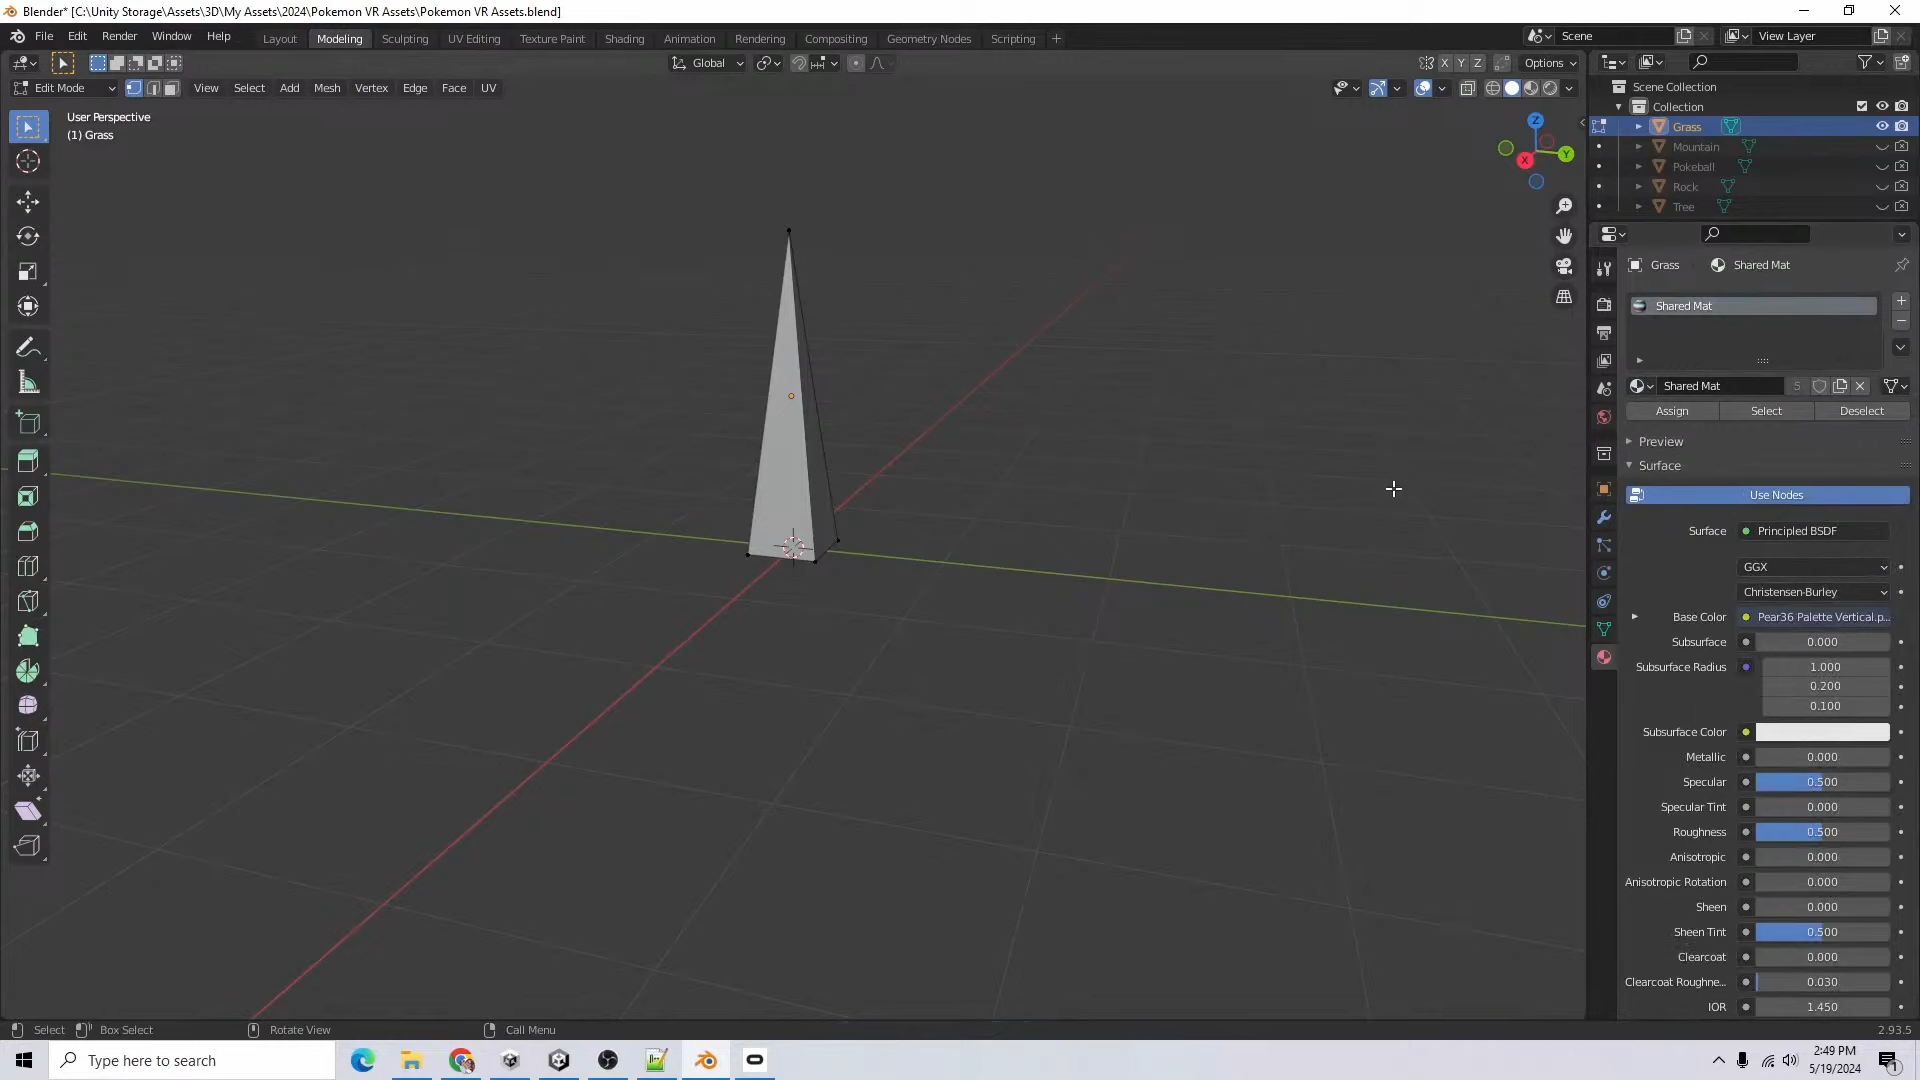 Blender* [C:\Unity Storage\Assets\3D\My Assets\2024\Pokemon VR Assets\Pokemon VR Assets.blend]
File Edit Render Window Help
Layout Modeling Sculpting UV Editing Texture Paint Shading Animation Rendering Compositing Geometry Nodes Scripting +
Scene View Layer
Global X Y Z Options
Edit Mode View Select Add Mesh Vertex Edge Face UV
User Perspective
(1) Grass
Z
Y
X
Scene Collection
Collection
Grass
Mountain
Pokeball
Rock
Tree
Grass Shared Mat
Shared Mat
Shared Mat 5
Assign Select Deselect
Preview
Surface
Use Nodes
Surface Principled BSDF
GGX
Christensen-Burley
Base Color Pear36 Palette Vertical.p...
Subsurface 0.000
Subsurface Radius 1.000
0.200
0.100
Subsurface Color
Metallic 0.000
Specular 0.500
Specular Tint 0.000
Roughness 0.500
Anisotropic 0.000
Anisotropic Rotation 0.000
Sheen 0.000
Sheen Tint 0.500
Clearcoat 0.000
Clearcoat Roughne... 0.030
IOR 1.450
Select Box Select Rotate View Call Menu 2.93.5
Type here to search
2:49 PM
5/19/2024
1